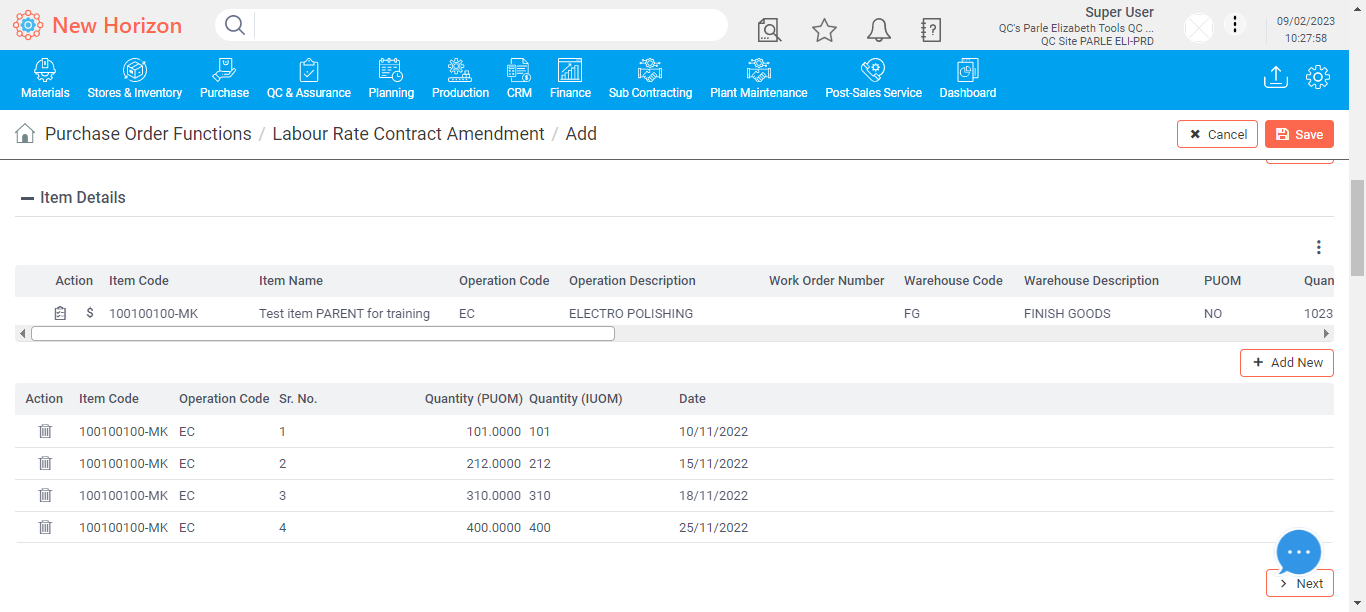 New Horizon
Super User
QC's Parle Elizabeth Tools QC ...
QC Site PARLE ELI-PRD
09/02/2023
10:27:58
Materials Stores & Inventory Purchase QC & Assurance Planning Production CRM Finance Sub Contracting Plant Maintenance Post-Sales Service Dashboard
Purchase Order Functions / Labour Rate Contract Amendment / Add
Cancel Save
Item Details
Action Item Code Item Name Operation Code Operation Description Work Order Number Warehouse Code Warehouse Description PUOM Quan
$ 100100100-MK Test item PARENT for training EC ELECTRO POLISHING FG FINISH GOODS NO 1023
+ Add New
Action Item Code Operation Code Sr. No. Quantity (PUOM) Quantity (IUOM) Date
100100100-MK EC 1 101.0000 101 10/11/2022
100100100-MK EC 2 212.0000 212 15/11/2022
100100100-MK EC 3 310.0000 310 18/11/2022
100100100-MK EC 4 400.0000 400 25/11/2022
Next